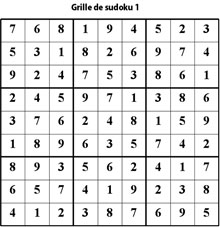 Grille de sudoku 1
7 6 8 1 9 4 5 2 3
5 3 1 8 2 6 9 7 4
9 2 4 7 5 3 8 6 1
2 4 5 9 7 1 3 8 6
3 7 6 2 4 8 1 5 9
1 8 9 6 3 5 7 4 2
8 9 3 5 6 2 4 1 7
6 5 7 4 1 9 2 3 8
4 1 2 3 8 7 6 9 5